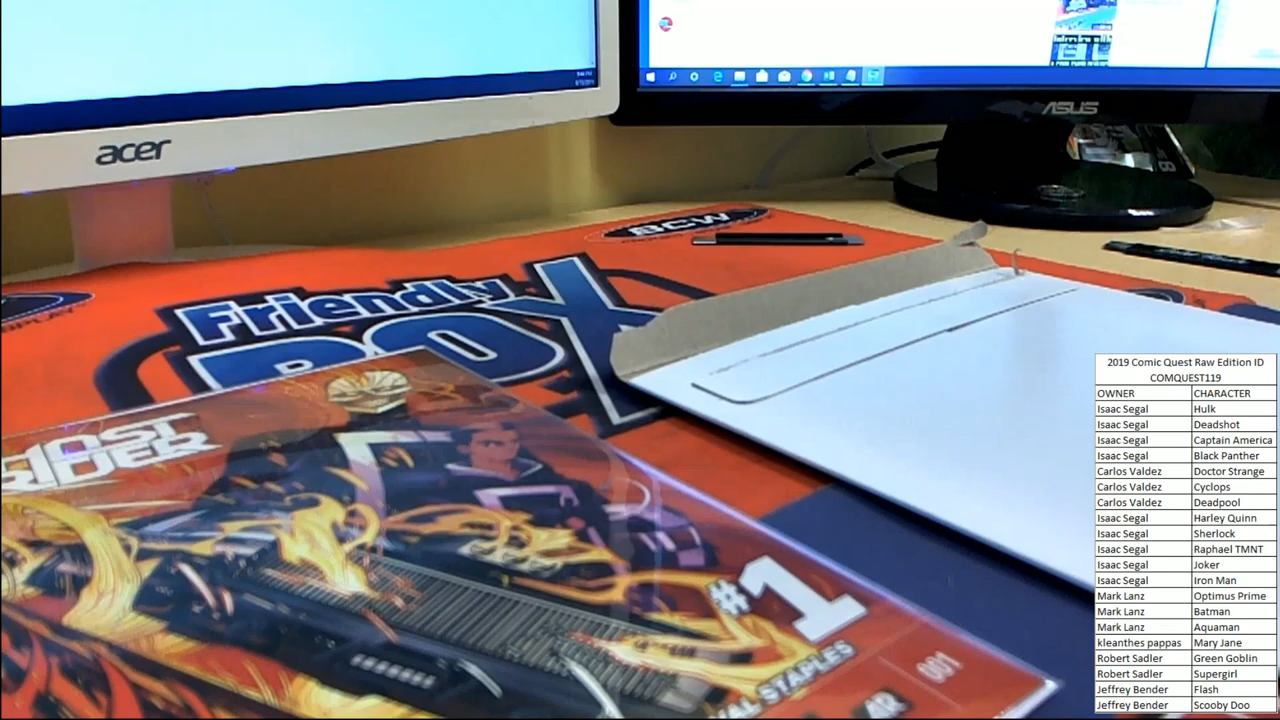 acer
ASUS
BCW
Friendly
BOX
RIDER
#1
VAL STAPLES
001
AR
2019 Comic Quest Raw Edition ID
COMQUEST119
OWNER CHARACTER
Isaac Segal Hulk
Isaac Segal Deadshot
Isaac Segal Captain America
Isaac Segal Black Panther
Carlos Valdez Doctor Strange
Carlos Valdez Cyclops
Carlos Valdez Deadpool
Isaac Segal Harley Quinn
Isaac Segal Sherlock
Isaac Segal Raphael TMNT
Isaac Segal Joker
Isaac Segal Iron Man
Mark Lanz Optimus Prime
Mark Lanz Batman
Mark Lanz Aquaman
kleanthes pappas Mary Jane
Robert Sadler Green Goblin
Robert Sadler Supergirl
Jeffrey Bender Flash
Jeffrey Bender Scooby Doo